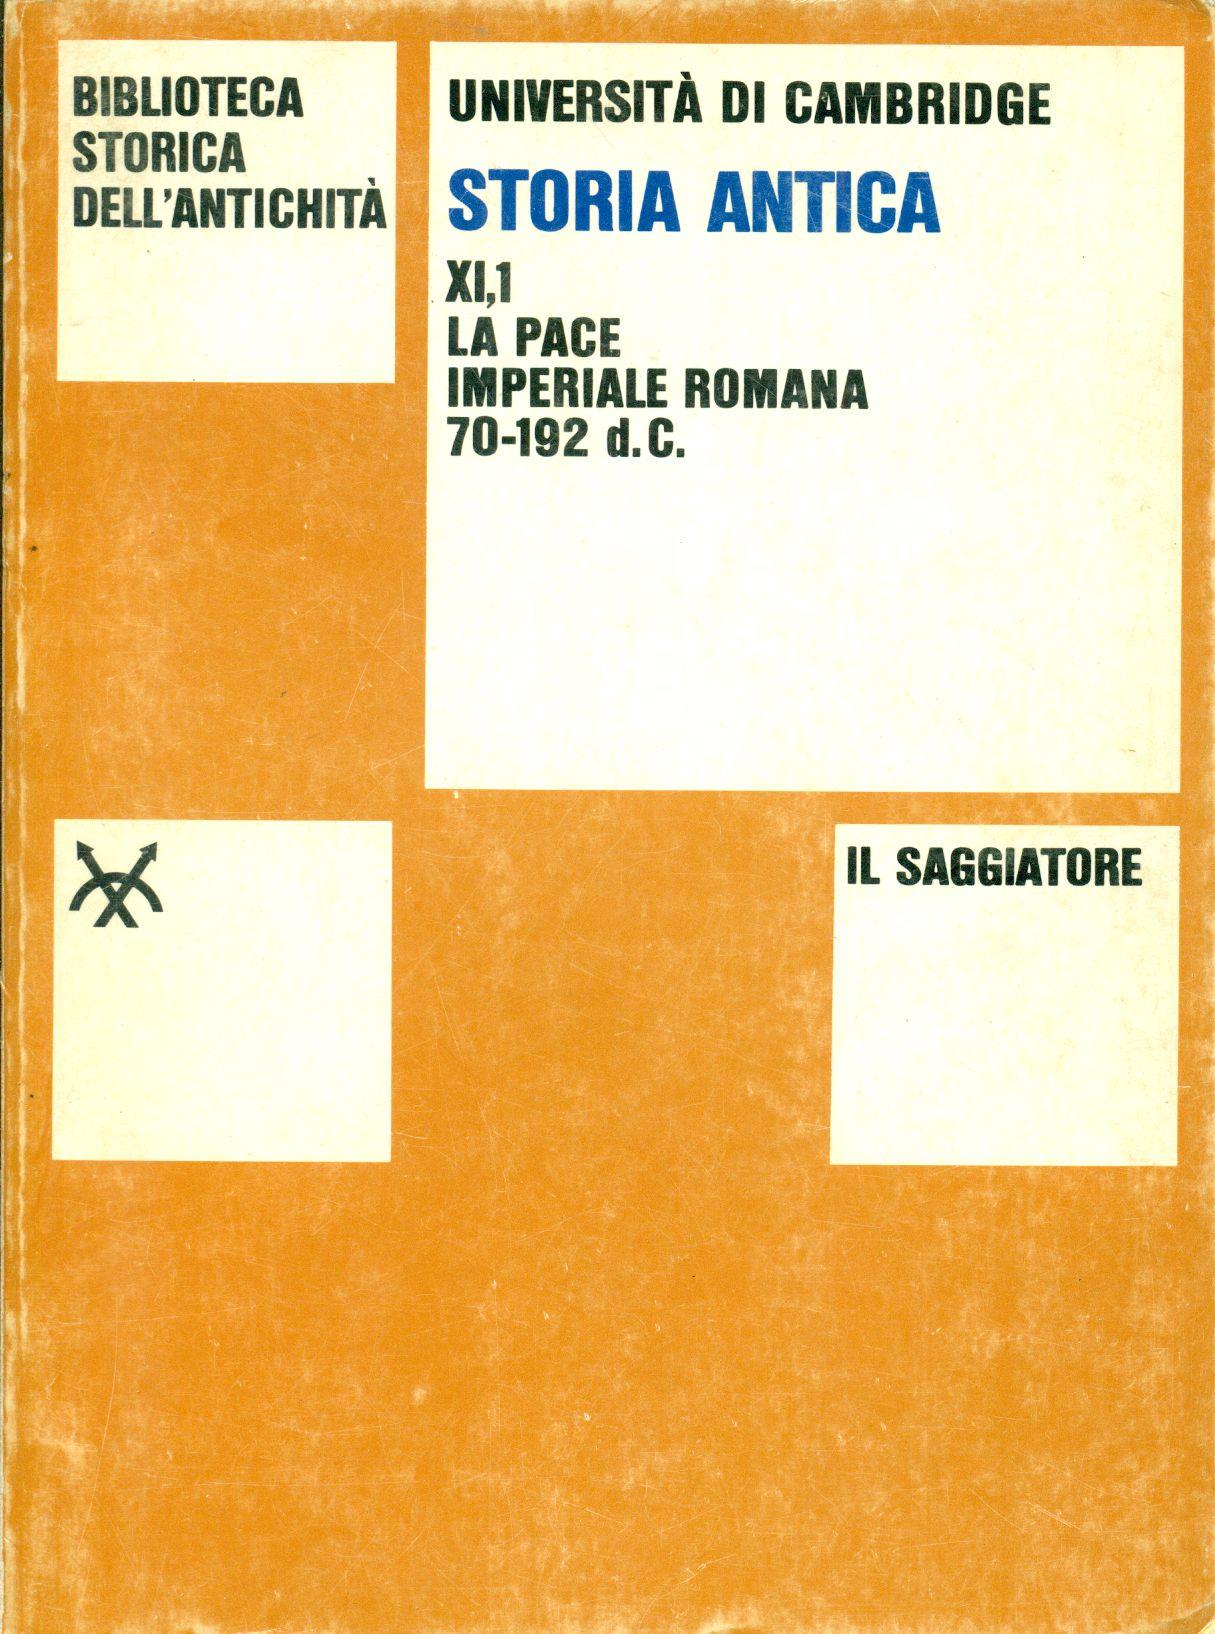 BIBLIOTECA
STORICA
DELL'ANTICHITÀ
UNIVERSITÀ DI CAMBRIDGE
STORIA ANTICA
XI,1
LA PACE
IMPERIALE ROMANA
70-192 d.C.
IL SAGGIATORE